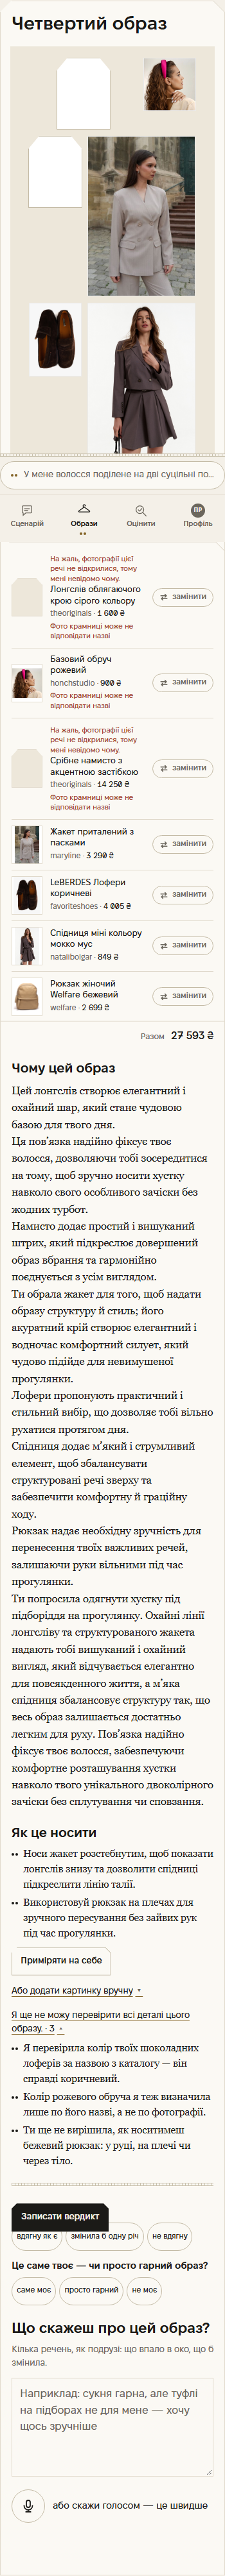 Четвертий образ
У мене волосся поділене на дві суцільні по...
Сценарій
Образи
Оцінити
ПР
Профіль
На жаль, фотографії цієї
речі не відкрилися, тому
мені невідомо чому.
Лонгслів облягаючого
крою сірого кольору
theoriginals · 1 600 ₴
Фото крамниці може не
відповідати назві
замінити
Базовий обруч
рожевий
honchstudio · 900 ₴
Фото крамниці може не
відповідати назві
замінити
На жаль, фотографії цієї
речі не відкрилися, тому
мені невідомо чому.
Срібне намисто з
акцентною застібкою
theoriginals · 14 250 ₴
Фото крамниці може не
відповідати назві
замінити
Жакет приталений з
пасками
maryline · 3 290 ₴
замінити
LeBERDES Лофери
коричневі
favoriteshoes · 4 005 ₴
замінити
Спідниця міні кольору
мокко мус
natalibolgar · 849 ₴
замінити
Рюкзак жіночий
Welfare бежевий
welfare · 2 699 ₴
замінити
Разом 27 593 ₴
Чому цей образ
Цей лонгслів створює елегантний і
охайний шар, який стане чудовою
базою для твого дня.
Ця пов’язка надійно фіксує твоє
волосся, дозволяючи тобі зосередитися
на тому, щоб зручно носити хустку
навколо свого особливого зачіски без
жодних турбот.
Намисто додає простий і вишуканий
штрих, який підкреслює довершений
образ вбрання та гармонійно
поєднується з усім виглядом.
Ти обрала жакет для того, щоб надати
образу структуру й стиль; його
акуратний крій створює елегантне і
водночас комфортний силует, який
чудово підійде для невимушеної
прогулянки.
Лофери пропонують практичний і
стильний вибір, що дозволяє тобі вільно
рухатися протягом дня.
Спідниця додає м’який і струмливий
елемент, щоб збалансувати
структуровані речі зверху та
забезпечити комфортну й граційну
ходу.
Рюкзак надає необхідну зручність для
перенесення твоїх важливих речей,
залишаючи руки вільними під час
прогулянки.
Ти попросила одягнути хустку під
підборіддя на прогулянку. Охайні лінії
лонгсліву та структурованого жакета
надають тобі вишуканий і охайний
вигляд, який відчувається елегантно
для повсякденного життя, а м’яка
спідниця збалансовує структуру так, що
весь образ залишається достатньо
легким для руху. Пов’язка надійно
фіксує твоє волосся, забезпечуючи
комфортне розташування хустки
навколо твого унікального двоколірного
зачіски без сплутування чи сповзання.
Як це носити
Носи жакет розстебнутим, щоб показати
лонгслів знизу та дозволити спідниці
підкреслити лінію талії.
Використовуй рюкзак на плечах для
зручного пересування без зайвих рук
під час прогулянки.
Приміряти на себе
Або додати картинку вручну
Я ще не можу перевірити всі деталі цього
образу. · 3
Я перевірила колір твоїх шоколадних
лоферів за назвою з каталогу — він
справді коричневий.
Колір рожевого обруча я теж визначила
лише по його назві, а не по фотографії.
Ти ще не вирішила, як носитимеш
бежевий рюкзак: у руці, на плечі чи
через тіло.
Записати вердикт
вдягну як є
змінила б одну річ
не вдягну
Це саме твоє — чи просто гарний образ?
саме моє
просто гарний
не моє
Що скажеш про цей образ?
Кілька речень, як подрузі: що впало в око, що б
змінила.
Наприклад: сукня гарна, але туфлі
на підборах не для мене — хочу
щось зручніше
або скажи голосом — це швидше